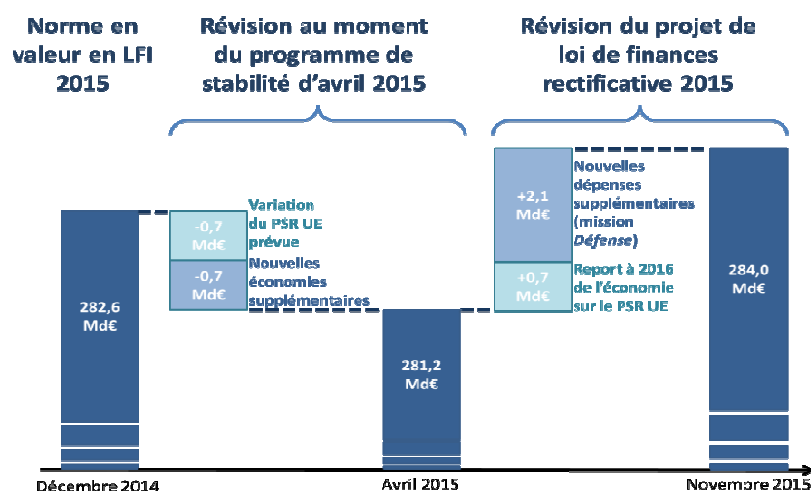 Norme en
valeur en LFI
2015
Révision au moment
du programme de
stabilité d'avril 2015
Révision du projet de
loi de finances
rectificative 2015
282,6
Md€
-0,7
Md€
Variation
du PSR UE
prévue
-0,7
Md€
Nouvelles
économies
supplémentaires
281,2
Md€
+2,1
Md€
Nouvelles
dépenses
supplémentaires
(mission
Défense)
+0,7
Md€
Report à 2016
de l'économie
sur le PSR UE
284,0
Md€
Décembre 2014
Avril 2015
Novembre 2015